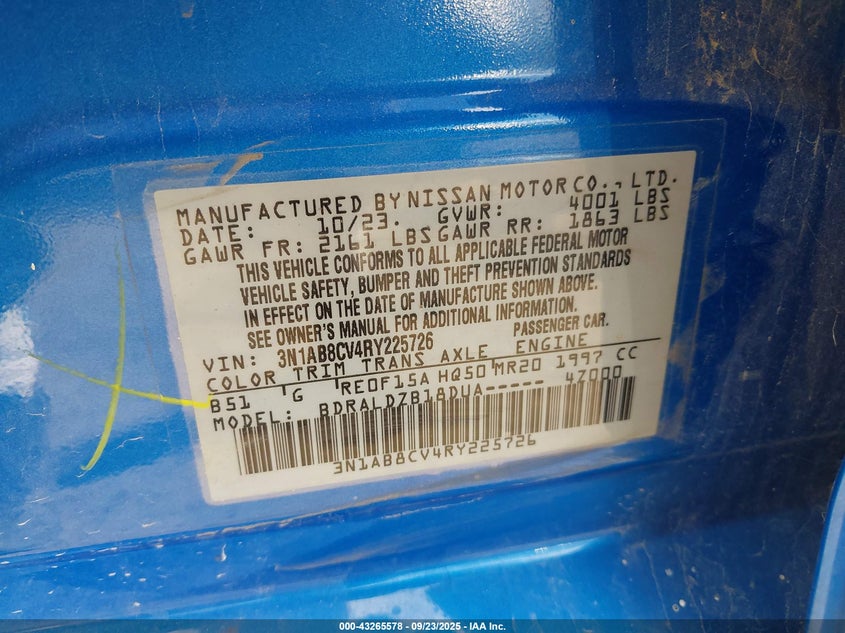 MANUFACTURED BY NISSAN MOTOR CO., LTD.
DATE: 10/23. GVWR: 4001 LBS
GAWR FR: 2161 LBS GAWR RR: 1863 LBS
THIS VEHICLE CONFORMS TO ALL APPLICABLE FEDERAL MOTOR
VEHICLE SAFETY, BUMPER AND THEFT PREVENTION STANDARDS
IN EFFECT ON THE DATE OF MANUFACTURE SHOWN ABOVE.
SEE OWNER'S MANUAL FOR ADDITIONAL INFORMATION.
VIN: 3N1AB8CV4RY225726 PASSENGER CAR.
COLOR TRIM TRANS AXLE ENGINE
B51 G RE0F15A HQ50 MR20 1997 CC
MODEL: BDRALDZB18DUA----- 47000
3N1AB8CV4RY225726
000-43265578 - 09/23/2025 - IAA Inc.